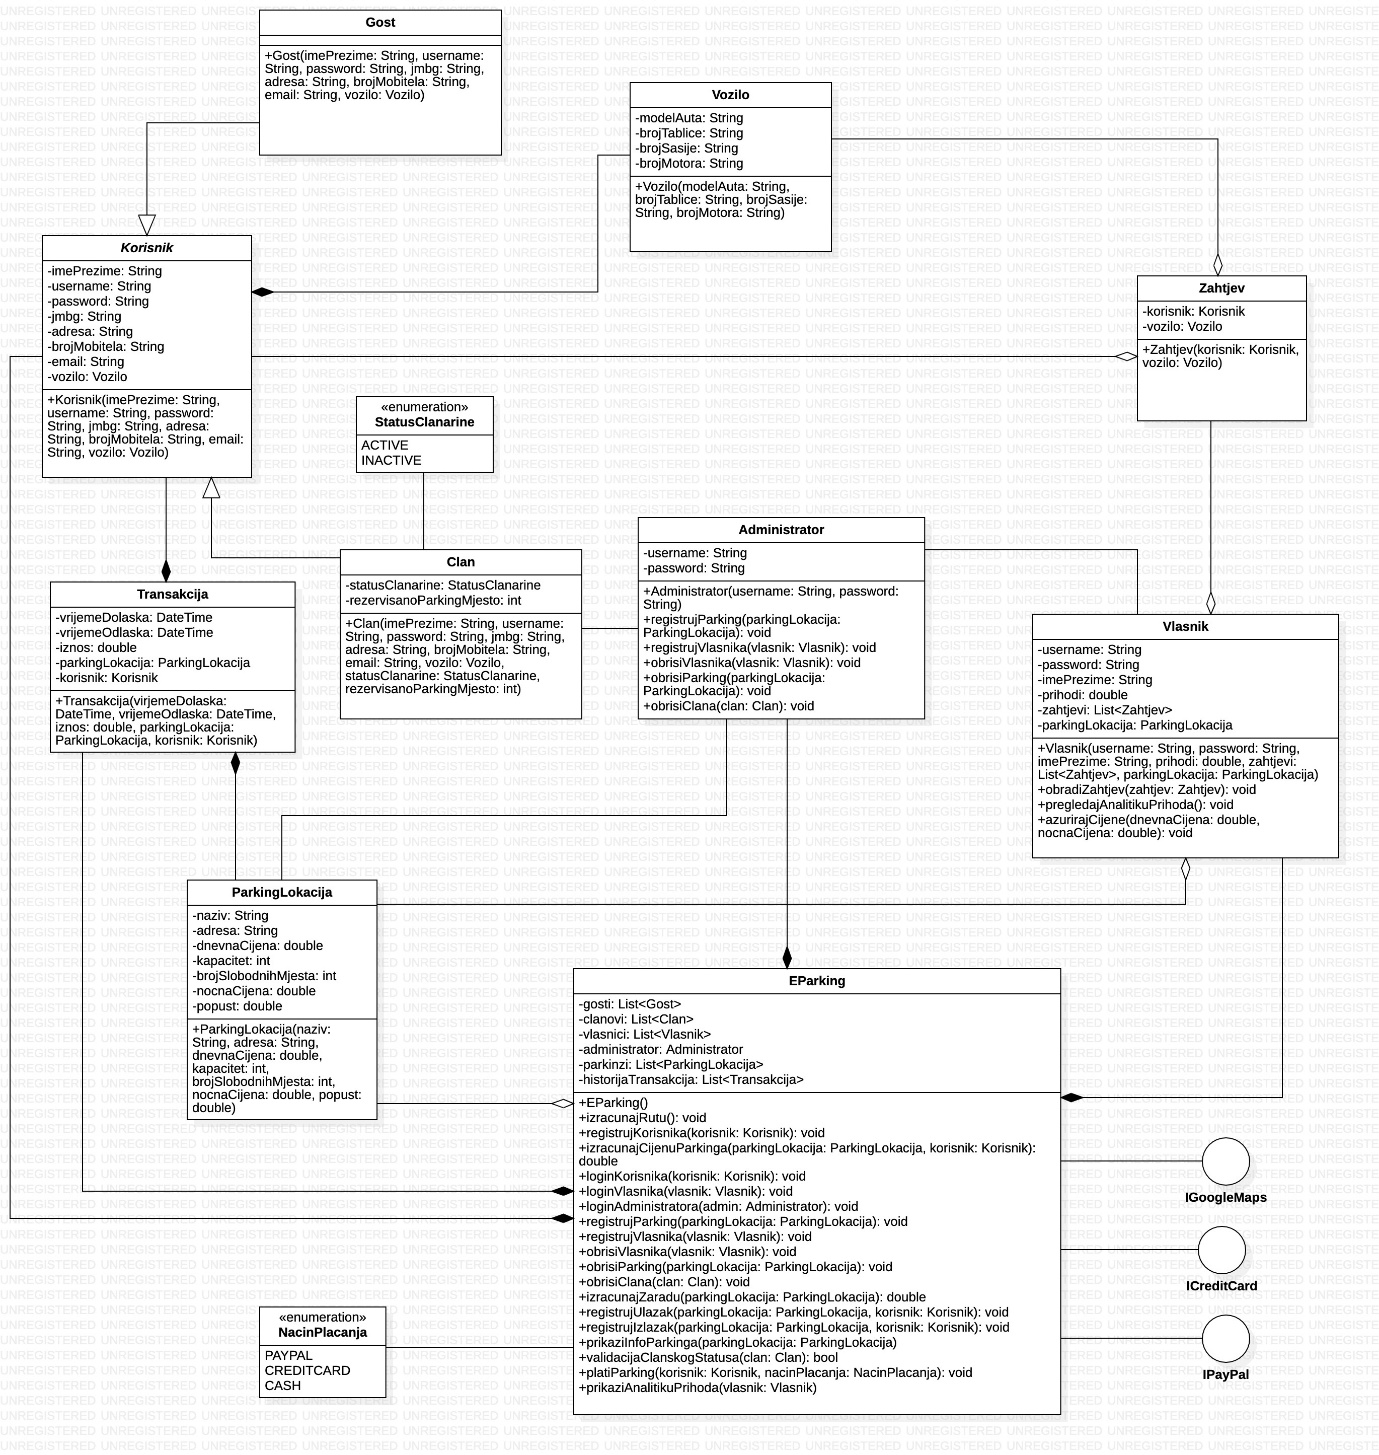 Gost
+Gost(imePrezime: String, username:
String, password: String, jmbg: String,
adresa: String, brojMobitela: String,
email: String, vozilo: Vozilo)
Vozilo
-modelAuta: String
-brojTablice: String
-brojSasije: String
-brojMotora: String
+Vozilo(modelAuta: String,
brojTablice: String, brojSasije:
String, brojMotora: String)
Korisnik
-imePrezime: String
-username: String
-password: String
-jmbg: String
-adresa: String
-brojMobitela: String
-email: String
-vozilo: Vozilo
+Korisnik(imePrezime: String,
username: String, password:
String, jmbg: String, adresa:
String, brojMobitela: String, email:
String, vozilo: Vozilo)
Zahtjev
-korisnik: Korisnik
-vozilo: Vozilo
+Zahtjev(korisnik: Korisnik,
vozilo: Vozilo)
«enumeration»
StatusClanarine
ACTIVE
INACTIVE
Clan
-statusClanarine: StatusClanarine
-rezervisanoParkingMjesto: int
+Clan(imePrezime: String, username:
String, password: String, jmbg: String,
adresa: String, brojMobitela: String,
email: String, vozilo: Vozilo,
statusClanarine: StatusClanarine,
rezervisanoParkingMjesto: int)
Administrator
-username: String
-password: String
+Administrator(username: String, password:
String)
+registrujParking(parkingLokacija:
ParkingLokacija): void
+registrujVlasnika(vlasnik: Vlasnik): void
+obrisiVlasnika(vlasnik: Vlasnik): void
+obrisiParking(parkingLokacija:
ParkingLokacija): void
+obrisiClana(clan: Clan): void
Transakcija
-vrijemeDolaska: DateTime
-vrijemeOdlaska: DateTime
-iznos: double
-parkingLokacija: ParkingLokacija
-korisnik: Korisnik
+Transakcija(virjemeDolaska:
DateTime, vrijemeOdlaska: DateTime,
iznos: double, parkingLokacija:
ParkingLokacija, korisnik: Korisnik)
Vlasnik
-username: String
-password: String
-imePrezime: String
-prihodi: double
-zahtjevi: List<Zahtjev>
-parkingLokacija: ParkingLokacija
+Vlasnik(username: String, password: String,
imePrezime: String, prihodi: double, zahtjevi:
List<Zahtjev>, parkingLokacija: ParkingLokacija)
+obradiZahtjev(zahtjev: Zahtjev): void
+pregledajAnalitikuPrihoda(): void
+azurirajCijene(dnevnaCijena: double,
nocnaCijena: double): void
ParkingLokacija
-naziv: String
-adresa: String
-dnevnaCijena: double
-kapacitet: int
-brojSlobodnihMjesta: int
-nocnaCijena: double
-popust: double
+ParkingLokacija(naziv:
String, adresa: String,
dnevnaCijena: double,
kapacitet: int,
brojSlobodnihMjesta: int,
nocnaCijena: double, popust:
double)
EParking
-gosti: List<Gost>
-clanovi: List<Clan>
-vlasnici: List<Vlasnik>
-administrator: Administrator
-parkinzi: List<ParkingLokacija>
-historijaTransakcija: List<Transakcija>
+EParking()
+izracunajRutu(): void
+registrujKorisnika(korisnik: Korisnik): void
+izracunajCijenuParkinga(parkingLokacija: ParkingLokacija, korisnik: Korisnik):
double
+loginKorisnika(korisnik: Korisnik): void
+loginVlasnika(vlasnik: Vlasnik): void
+loginAdministratora(admin: Administrator): void
+registrujParking(parkingLokacija: ParkingLokacija): void
+registrujVlasnika(vlasnik: Vlasnik): void
+obrisiVlasnika(vlasnik: Vlasnik): void
+obrisiParking(parkingLokacija: ParkingLokacija): void
+obrisiClana(clan: Clan): void
+izracunajZaradu(parkingLokacija: ParkingLokacija): double
+registrujUlazak(parkingLokacija: ParkingLokacija, korisnik: Korisnik): void
+registrujIzlazak(parkingLokacija: ParkingLokacija, korisnik: Korisnik): void
+prikaziInfoParkinga(parkingLokacija: ParkingLokacija)
+validacijaClanskogStatusa(clan: Clan): bool
+platiParking(korisnik: Korisnik, nacinPlacanja: NacinPlacanja): void
+prikaziAnalitikuPrihoda(vlasnik: Vlasnik)
IGoogleMaps
ICreditCard
IPayPal
«enumeration»
NacinPlacanja
PAYPAL
CREDITCARD
CASH